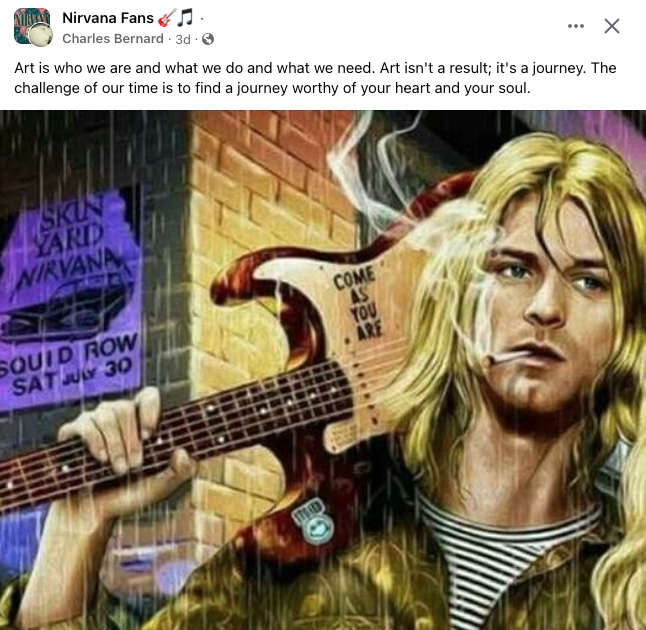 Nirvana Fans 🎸🎵 ·
Charles Bernard · 3d ·
Art is who we are and what we do and what we need. Art isn't a result; it's a journey. The
challenge of our time is to find a journey worthy of your heart and your soul.
SKIN
YARD
NIRVANA
SQUID ROW
SAT JULY 30
COME
AS
YOU
ARE